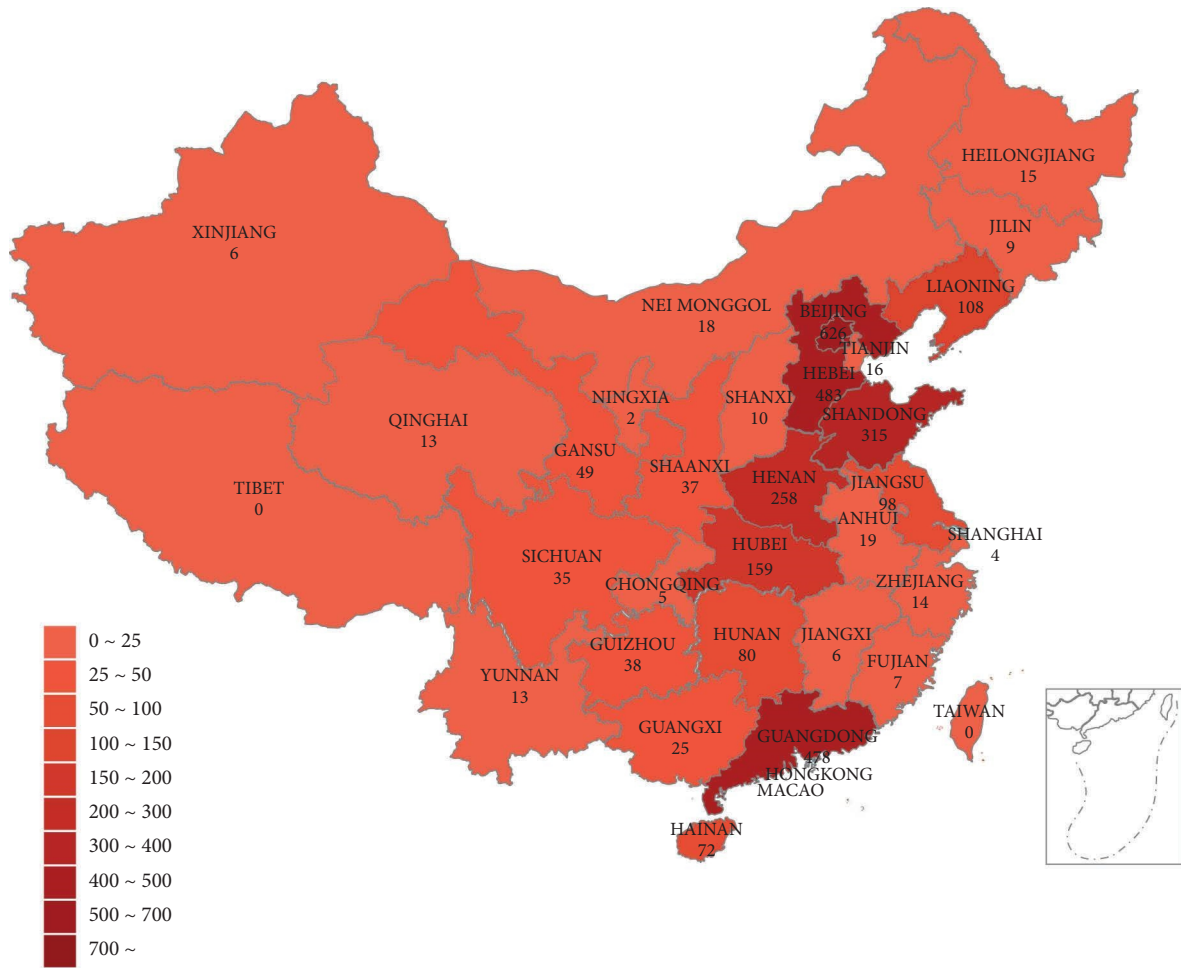 HEILONGJIANG
15
XINJIANG
6
JILIN
9
LIAONING
108
NEI MONGGOL
18
BEIJING
626
TIANJIN
16
HEBEI
483
NINGXIA
2
SHANXI
10
QINGHAI
13
SHANDONG
315
GANSU
49
SHAANXI
37
HENAN
258
JIANGSU
98
TIBET
0
ANHUI
19
SHANGHAI
4
SICHUAN
35
HUBEI
159
CHONGQING
5
ZHEJIANG
14
GUIZHOU
38
HUNAN
80
JIANGXI
6
FUJIAN
7
YUNNAN
13
TAIWAN
0
GUANGXI
25
GUANGDONG
478
HONGKONG
MACAO
HAINAN
72
0 ~ 25
25 ~ 50
50 ~ 100
100 ~ 150
150 ~ 200
200 ~ 300
300 ~ 400
400 ~ 500
500 ~ 700
700 ~